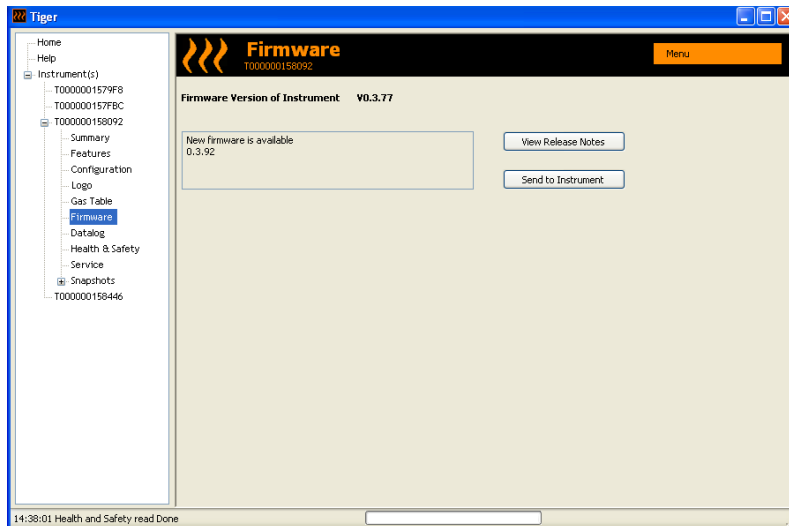 Tiger
Home
Help
Instrument(s)
T0000001579F8
T0000000157FBC
T000000158092
Summary
Features
Configuration
Logo
Gas Table
Firmware
Datalog
Health & Safety
Service
Snapshots
T000000158446
Firmware
T000000158092
Menu
Firmware Version of Instrument V0.3.77
New firmware is available
0.3.92
View Release Notes
Send to Instrument
14:38:01 Health and Safety read Done